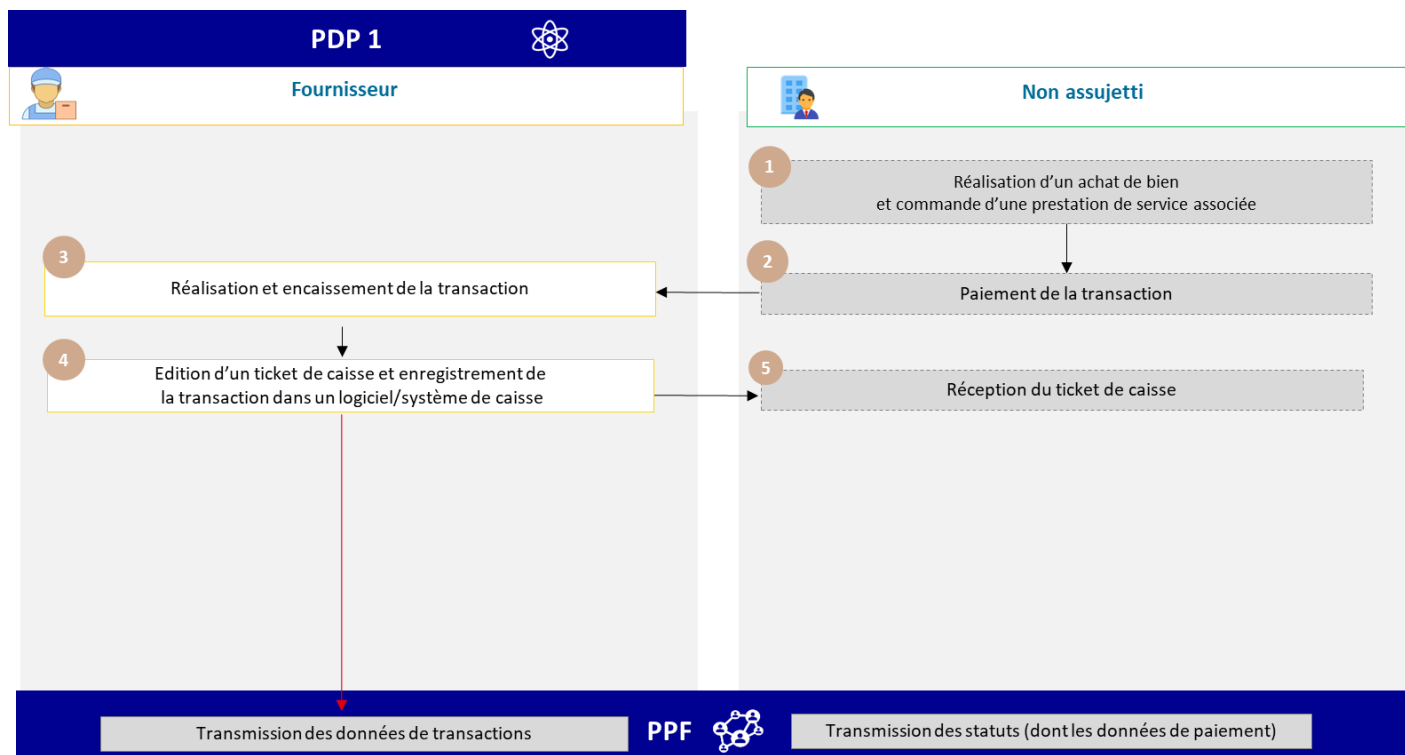 PDP 1
Fournisseur
Non assujetti
1
Réalisation d’un achat de bien
et commande d’une prestation de service associée
3
Réalisation et encaissement de la transaction
2
Paiement de la transaction
4
Edition d’un ticket de caisse et enregistrement de
la transaction dans un logiciel/système de caisse
5
Réception du ticket de caisse
Transmission des données de transactions
PPF
Transmission des statuts (dont les données de paiement)